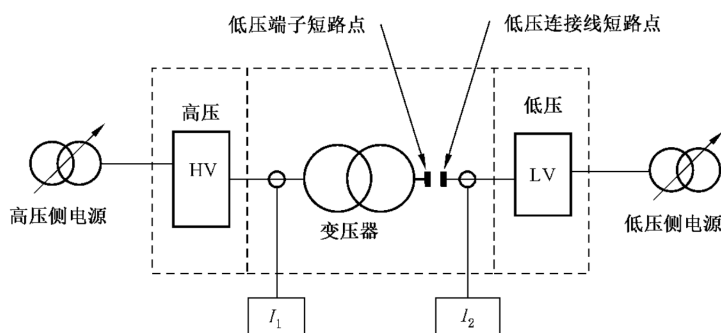 低压端子短路点
低压连接线短路点
高压
低压
HV
LV
高压侧电源
变压器
低压侧电源
I₁
I₂